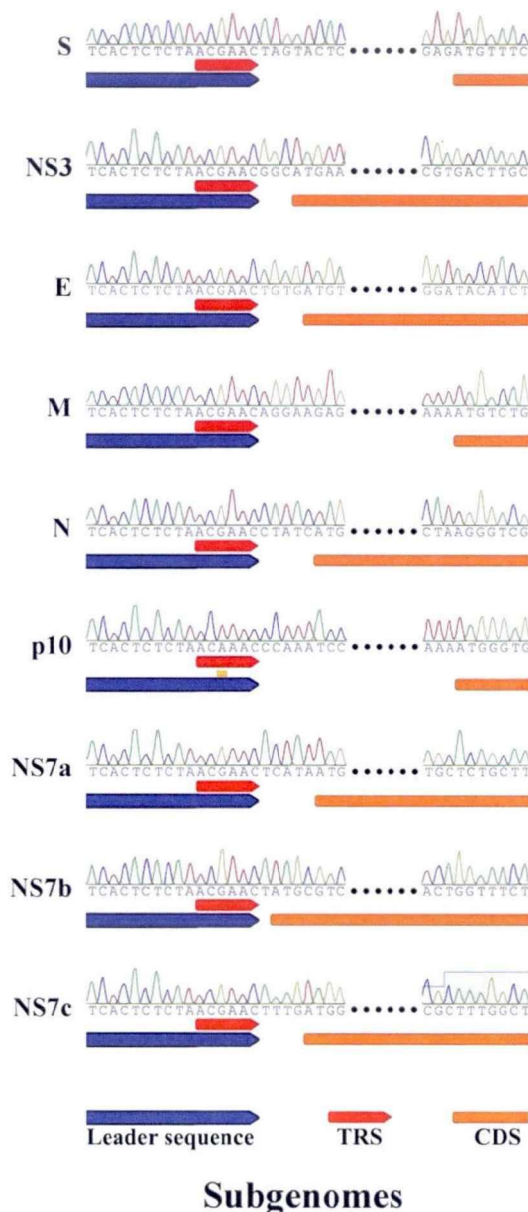 S
TCACTCTCTAACGAACTAGTACTC
GAGATGTTTC
NS3
TCACTCTCTAACGAACGGCATGAA
CGTGACTTGC
E
TCACTCTCTAACGAACTGTGATGT
GGATACATCT
M
TCACTCTCTAACGAACAGGAAGAG
AAAATGTCTG
N
TCACTCTCTAACGAACCTATCATG
CTAAGGGTCG
p10
TCACTCTCTAACAAACCCAAATCC
AAAATGGGTG
NS7a
TCACTCTCTAACGAACTCATAATG
TGCTCTGCTT
NS7b
TCACTCTCTAACGAACTATGCGTC
ACTGGTTTCT
NS7c
TCACTCTCTAACGAACTTTGATGG
CGCTTTGGCT
Leader sequence TRS CDS
Subgenomes